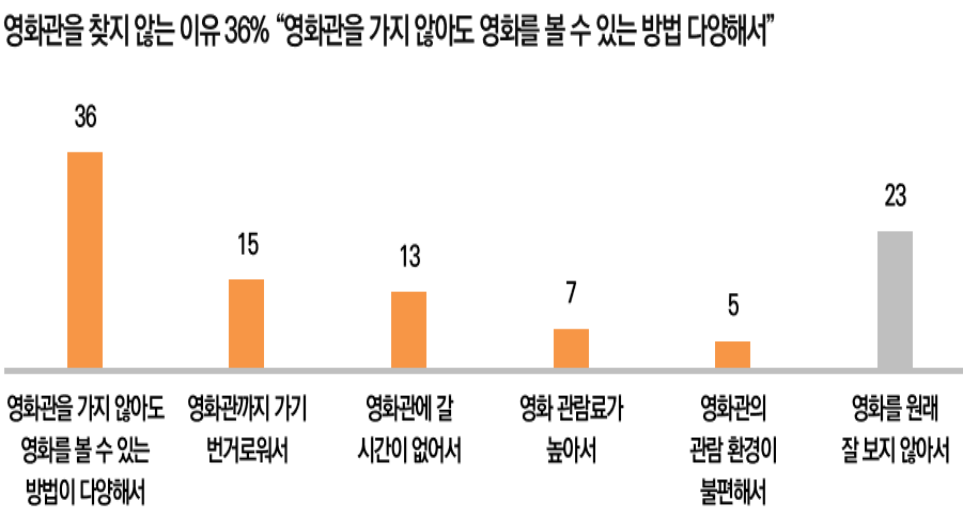 영화관을 찾지 않는 이유 36% “영화관을 가지 않아도 영화를 볼 수 있는 방법 다양해서”
36
15
13
7
5
23
영화관을 가지 않아도
영화를 볼 수 있는
방법이 다양해서
영화관까지 가기
번거로워서
영화관에 갈
시간이 없어서
영화 관람료가
높아서
영화관의
관람 환경이
불편해서
영화를 원래
잘 보지 않아서